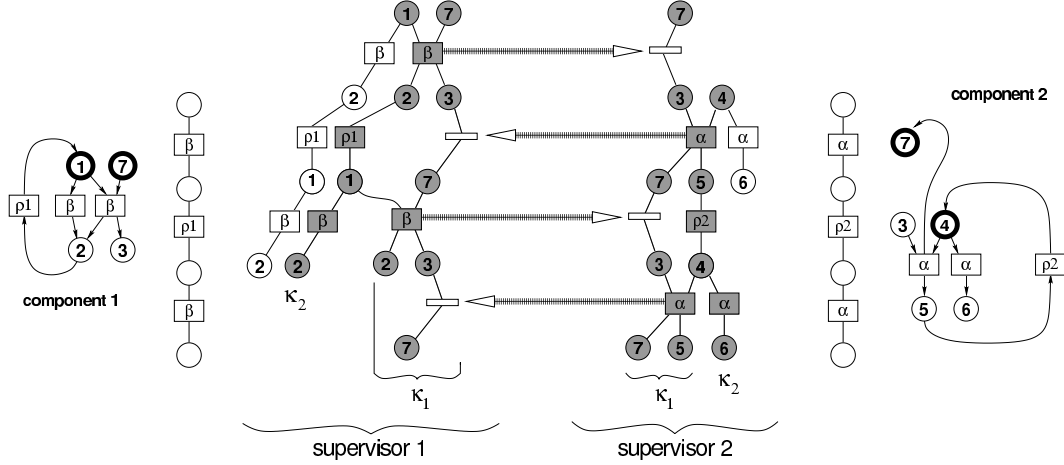 1 7 7
β β
2 2 3 3 4
component 2
β α α
7
component 1
ρ1 ρ1 α α
1 7
1 1 7 7 5 6
ρ1 β β
ρ1 β β β ρ2 ρ2
3 4
2 3
2 2 2 3 3 4
α α ρ2
κ2
component 1
β α α α
5 6
7 7 5 6
κ1 κ1 κ2
supervisor 1 supervisor 2